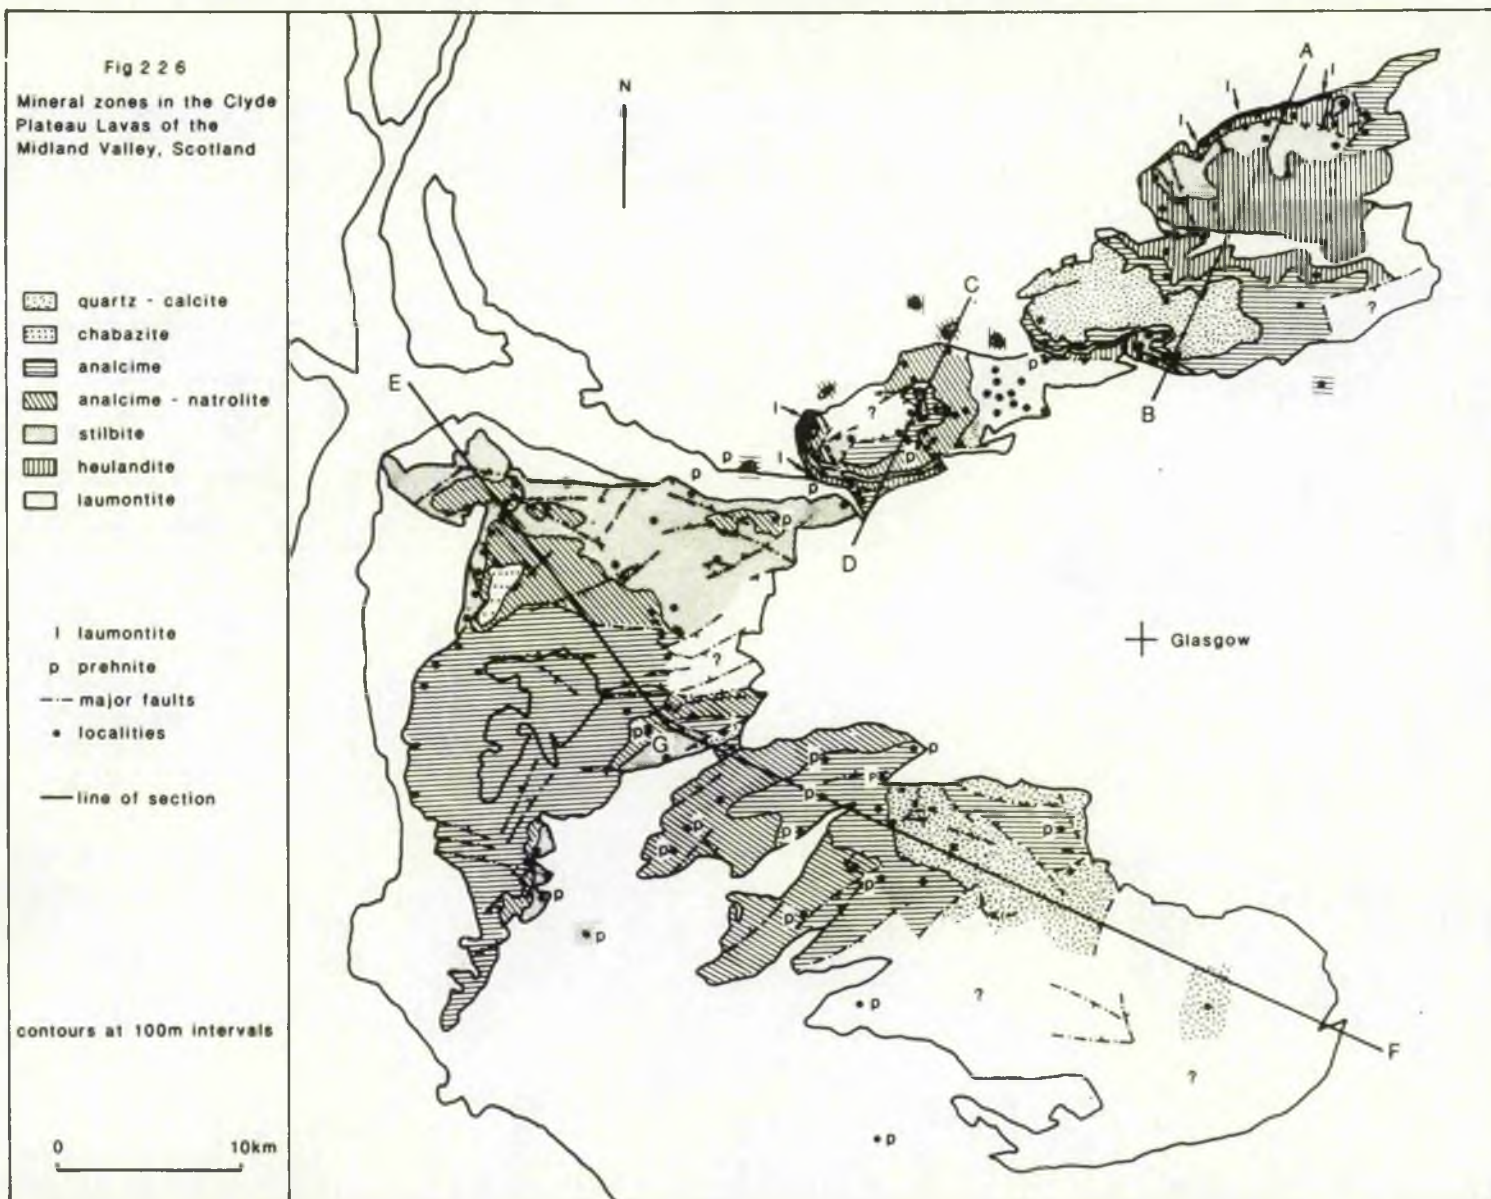 Fig 2 2 6
Mineral zones in the Clyde
Plateau Lavas of the
Midland Valley, Scotland
quartz - calcite
chabazite
analcime
analcime - natrolite
stilbite
heulandite
laumontite
l laumontite
p prehnite
major faults
localities
line of section
contours at 100m intervals
0 10km
N
A
l
l
l
l
?
C
E
p
B
l
?
p
p
l
p
p
p
D
Glasgow
?
p
G
p
p
p
p
p
p
p
p
p
p
p
p
p
?
F
?
p